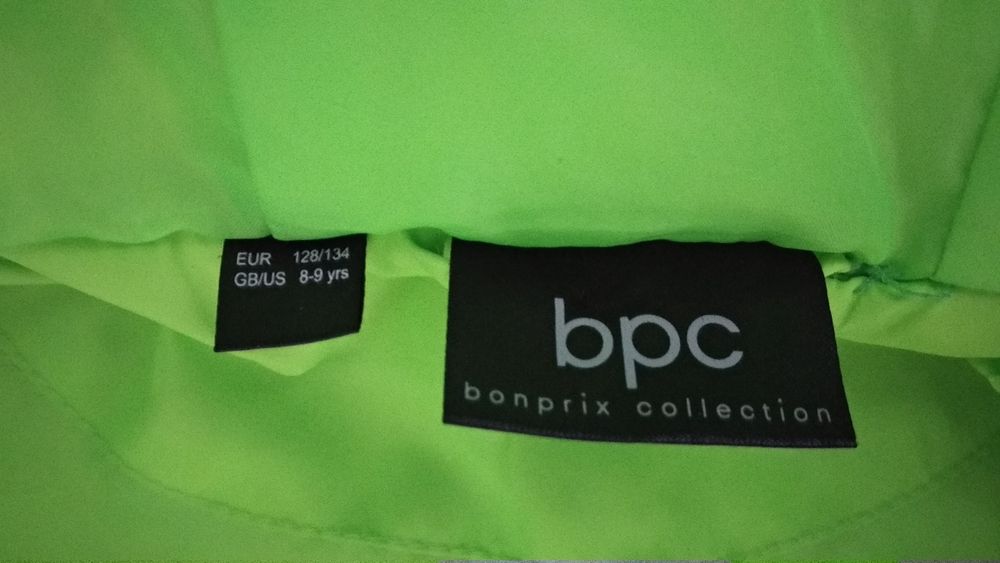 EUR 128/134
GB/US 8-9 yrs
bpc
bonprix collection